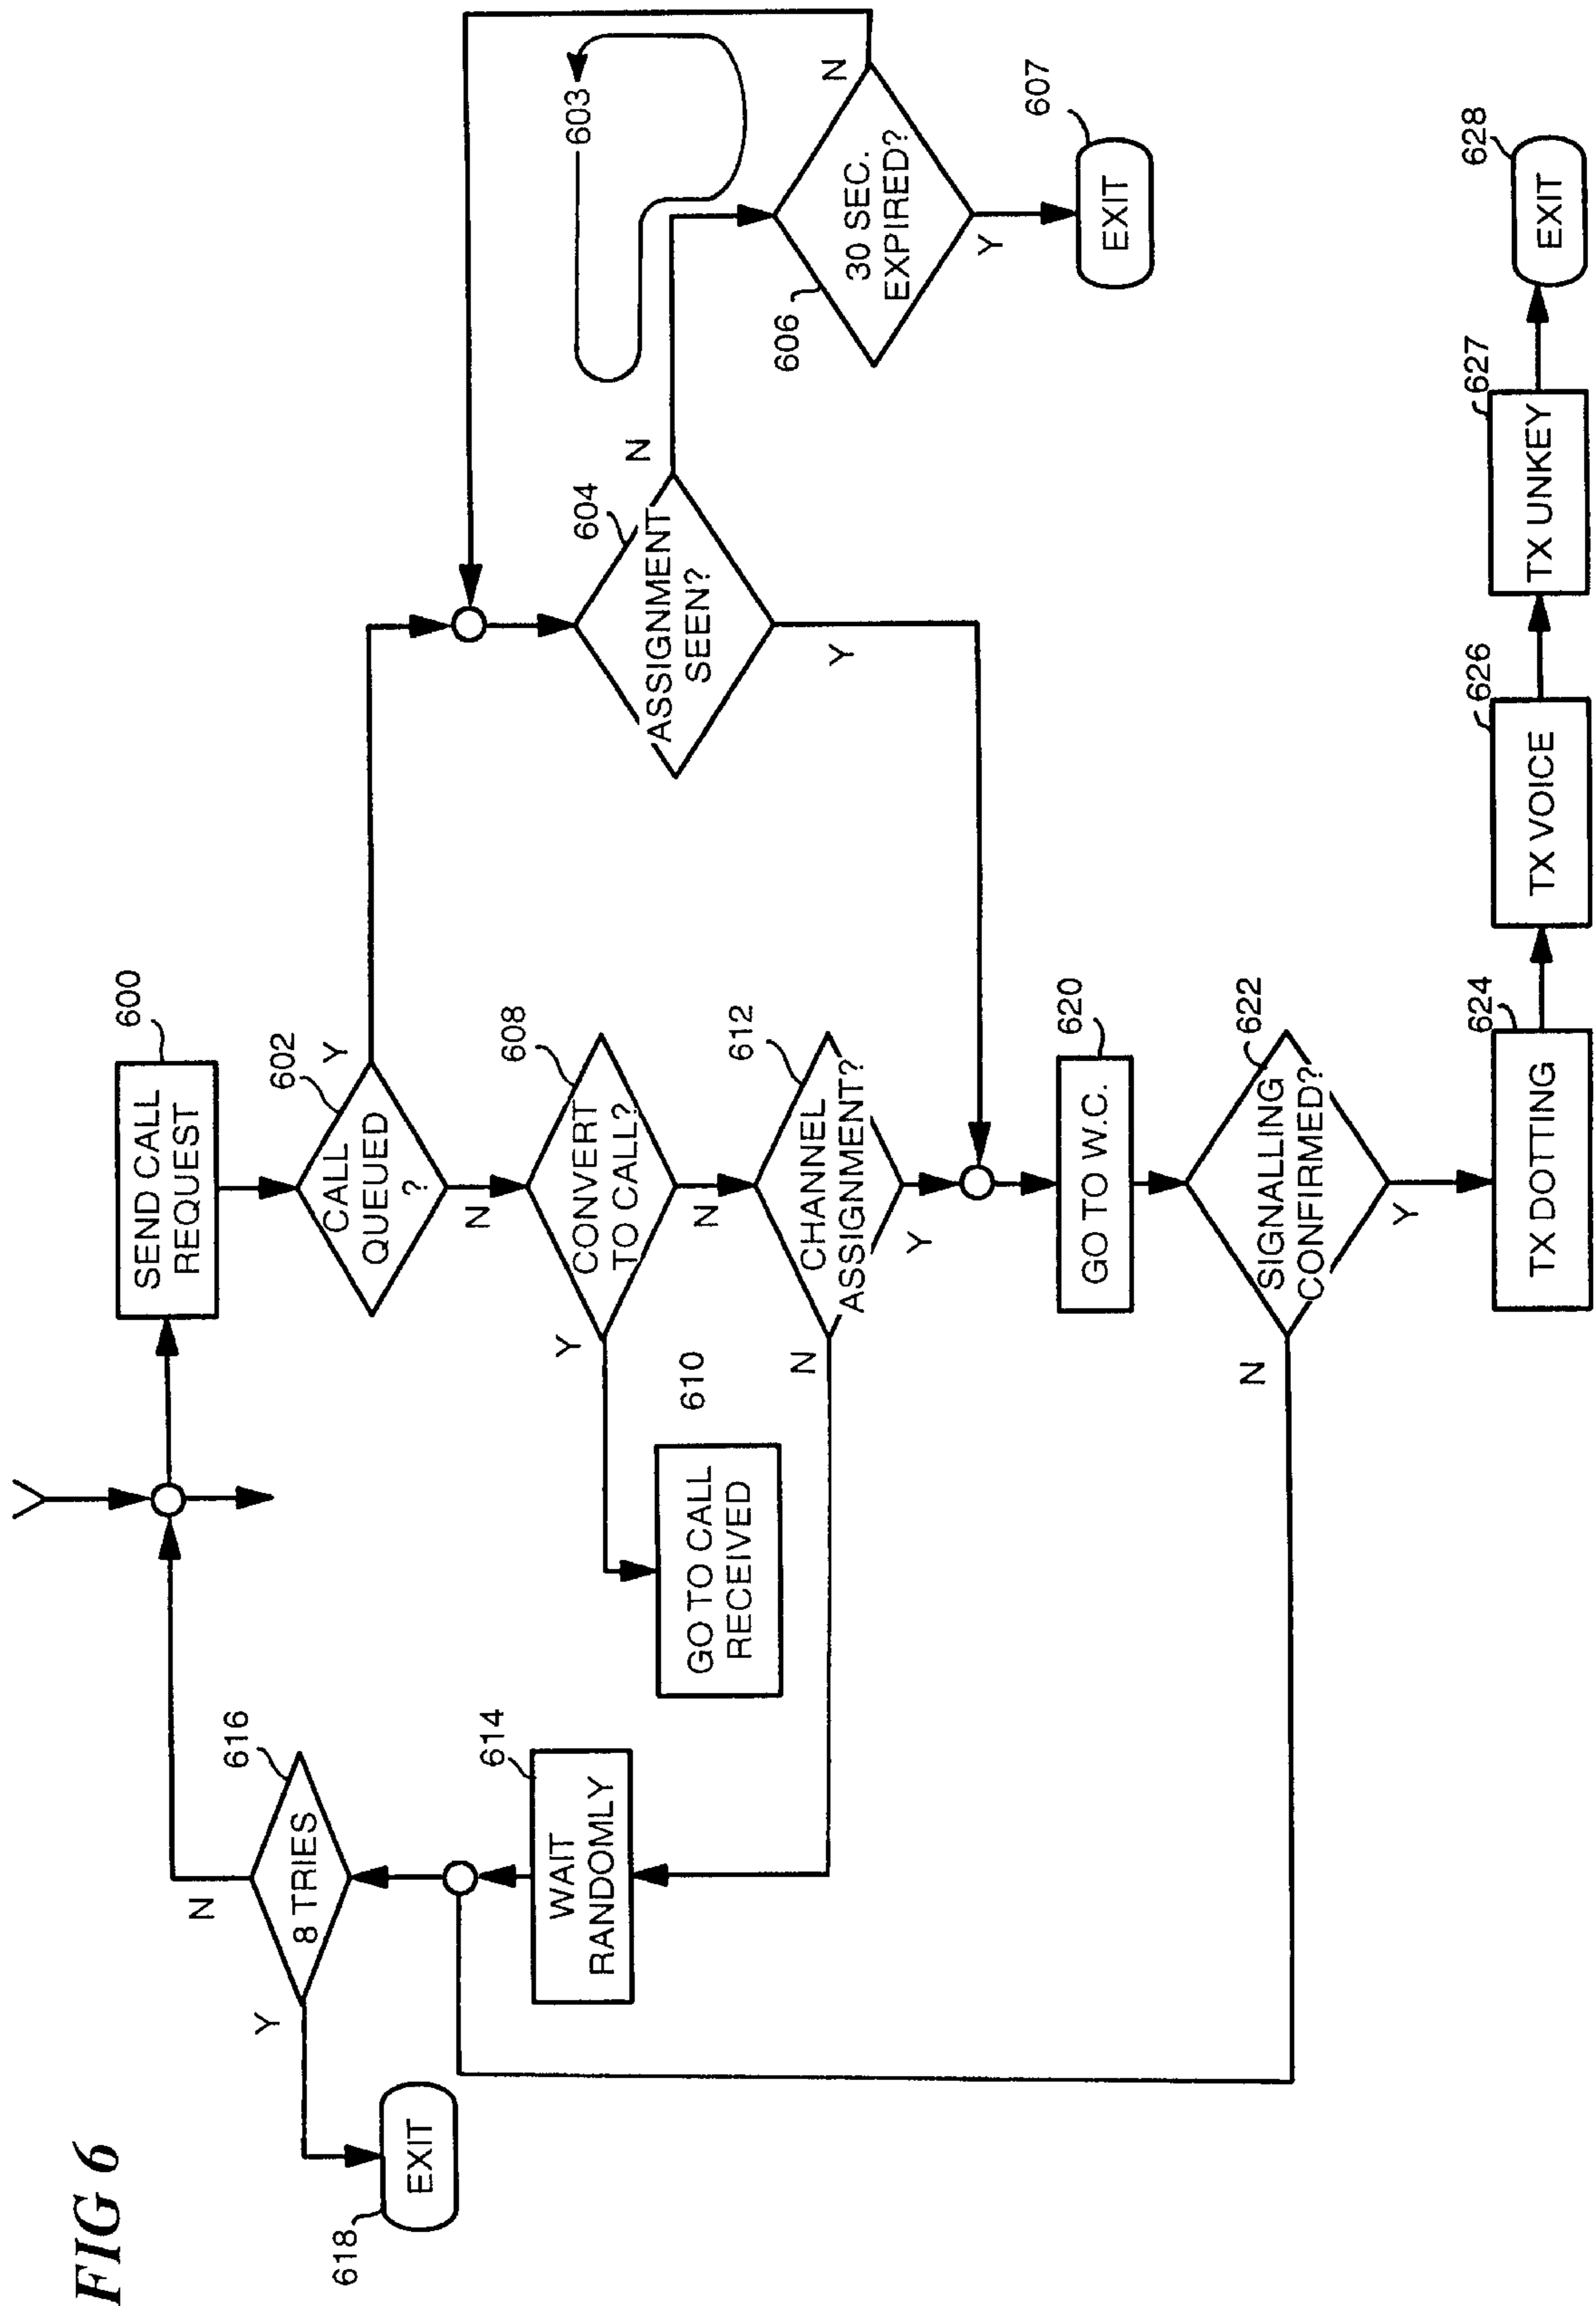 FIG 6
600
SEND CALL
REQUEST
602
CALL
QUEUED
?
Y
N
608
CONVERT
TO CALL?
Y
N
610
GO TO CALL
RECEIVED
612
CHANNEL
ASSIGNMENT?
N
Y
614
WAIT
RANDOMLY
616
8 TRIES
N
Y
618
EXIT
604
ASSIGNMENT
SEEN?
N
Y
603
606
30 SEC.
EXPIRED?
N
Y
607
EXIT
620
GO TO W.C.
622
SIGNALLING
CONFIRMED?
N
Y
624
TX DOTTING
626
TX VOICE
627
TX UNKEY
628
EXIT